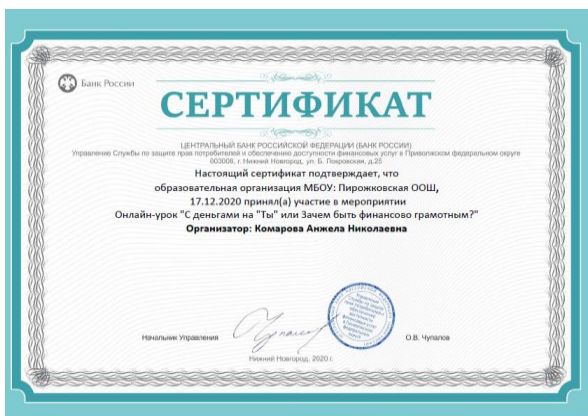 Банк России
СЕРТИФИКАТ
ЦЕНТРАЛЬНЫЙ БАНК РОССИЙСКОЙ ФЕДЕРАЦИИ (БАНК РОССИИ)
Управление Службы по защите прав потребителей и обеспечению доступности финансовых услуг в Приволжском федеральном округе
603008, г. Нижний Новгород, ул. Б. Покровская, д.25
Настоящий сертификат подтверждает, что
образовательная организация МБОУ: Пирожковская ООШ,
17.12.2020 принял(а) участие в мероприятии
Онлайн-урок "С деньгами на "Ты" или Зачем быть финансово грамотным?"
Организатор: Комарова Анжела Николаевна
Начальник Управления
О.В. Чупалов
Нижний Новгород, 2020 г.